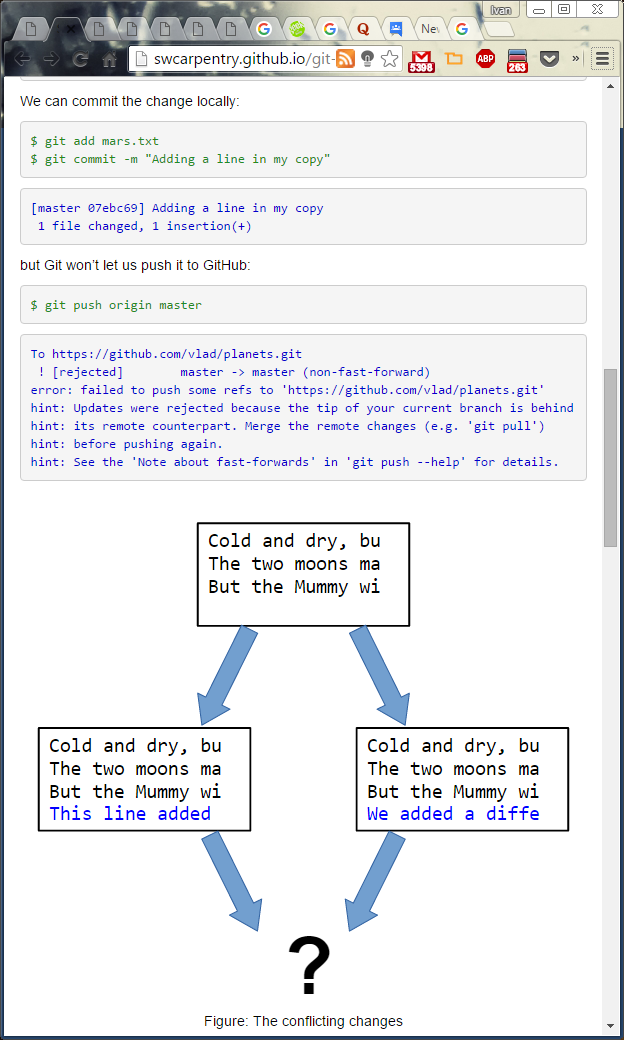 Ivan
Nev
swcarpentry.github.io/git-
5398
ABP
283
»
We can commit the change locally:
$ git add mars.txt
$ git commit -m "Adding a line in my copy"
[master 07ebc69] Adding a line in my copy
1 file changed, 1 insertion(+)
but Git won’t let us push it to GitHub:
$ git push origin master
To https://github.com/vlad/planets.git
! [rejected]        master -> master (non-fast-forward)
error: failed to push some refs to 'https://github.com/vlad/planets.git'
hint: Updates were rejected because the tip of your current branch is behind
hint: its remote counterpart. Merge the remote changes (e.g. 'git pull')
hint: before pushing again.
hint: See the 'Note about fast-forwards' in 'git push --help' for details.
Cold and dry, bu
The two moons ma
But the Mummy wi
Cold and dry, bu
The two moons ma
But the Mummy wi
This line added
Cold and dry, bu
The two moons ma
But the Mummy wi
We added a diffe
?
Figure: The conflicting changes